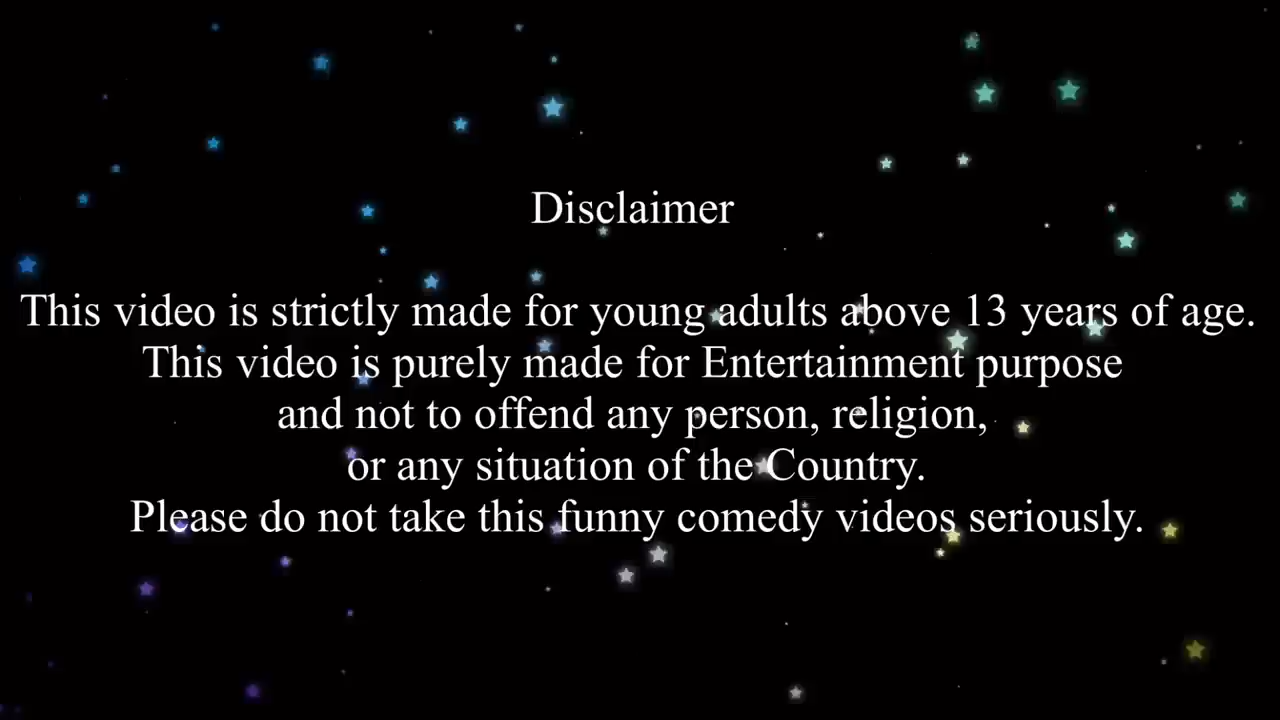 Disclaimer
This video is strictly made for young adults above 13 years of age.
This video is purely made for Entertainment purpose
and not to offend any person, religion,
or any situation of the Country.
Please do not take this funny comedy videos seriously.